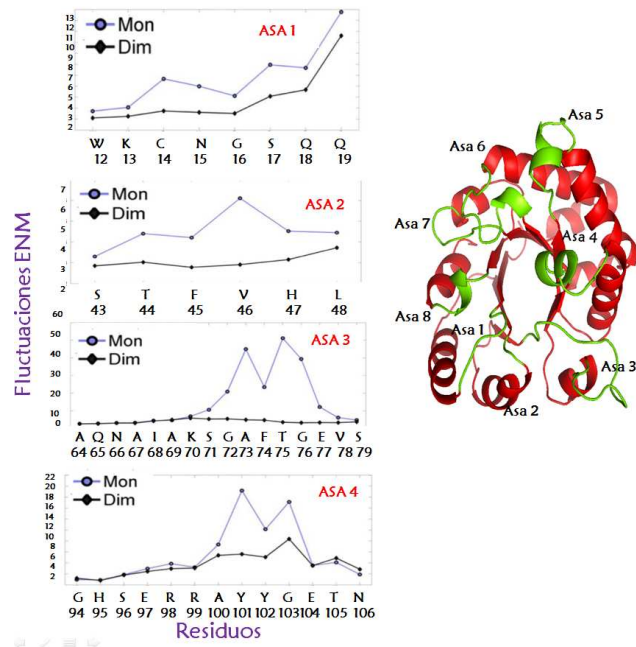 Fluctuaciones ENM
13
12
11
10
9
8
7
6
5
4
3
2
Mon
Dim
ASA 1
W K C N G S Q Q
12 13 14 15 16 17 18 19
7
6
5
4
3
2
Mon
Dim
ASA 2
S T F V H L
43 44 45 46 47 48
60
50
40
30
20
10
0
Mon
Dim
ASA 3
A Q N A I A K S G A F T G E V S
64 65 66 67 68 69 70 71 72 73 74 75 76 77 78 79
22
20
18
16
14
12
10
8
6
4
2
Mon
Dim
ASA 4
G H S E R R A Y Y G E T N
94 95 96 97 98 99 100 101 102 103 104 105 106
Residuos
Asa 5
Asa 6
Asa 7
Asa 4
Asa 8
Asa 1
Asa 3
Asa 2